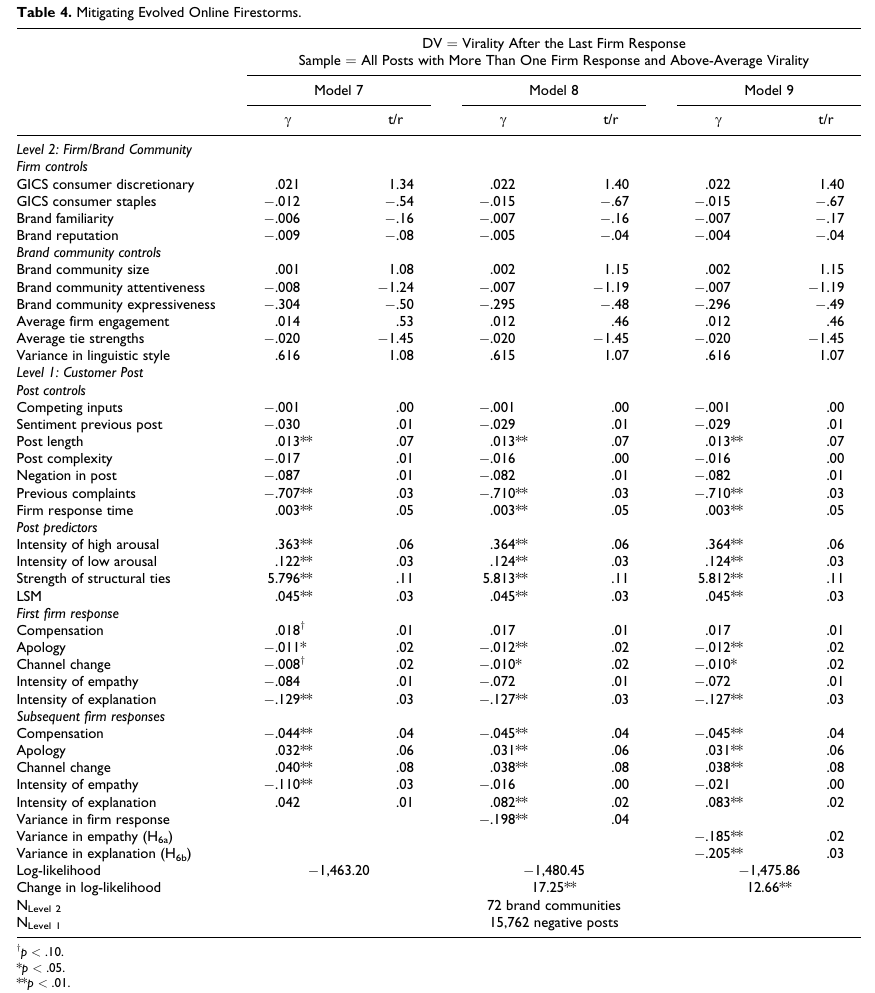 Table 4. Mitigating Evolved Online Firestorms.
DV = Virality After the Last Firm Response
Sample = All Posts with More Than One Firm Response and Above-Average Virality
Model 7 Model 8 Model 9
γ t/r γ t/r γ t/r
Level 2: Firm/Brand Community
Firm controls
GICS consumer discretionary .021 1.34 .022 1.40 .022 1.40
GICS consumer staples −.012 −.54 −.015 −.67 −.015 −.67
Brand familiarity −.006 −.16 −.007 −.16 −.007 −.17
Brand reputation −.009 −.08 −.005 −.04 −.004 −.04
Brand community controls
Brand community size .001 1.08 .002 1.15 .002 1.15
Brand community attentiveness −.008 −1.24 −.007 −1.19 −.007 −1.19
Brand community expressiveness −.304 −.50 −.295 −.48 −.296 −.49
Average firm engagement .014 .53 .012 .46 .012 .46
Average tie strengths −.020 −1.45 −.020 −1.45 −.020 −1.45
Variance in linguistic style .616 1.08 .615 1.07 .616 1.07
Level 1: Customer Post
Post controls
Competing inputs −.001 .00 −.001 .00 −.001 .00
Sentiment previous post −.030 .01 −.029 .01 −.029 .01
Post length .013** .07 .013** .07 .013** .07
Post complexity −.017 .01 −.016 .00 −.016 .00
Negation in post −.087 .01 −.082 .01 −.082 .01
Previous complaints −.707** .03 −.710** .03 −.710** .03
Firm response time .003** .05 .003** .05 .003** .05
Post predictors
Intensity of high arousal .363** .06 .364** .06 .364** .06
Intensity of low arousal .122** .03 .124** .03 .124** .03
Strength of structural ties 5.796** .11 5.813** .11 5.812** .11
LSM .045** .03 .045** .03 .045** .03
First firm response
Compensation .018† .01 .017 .01 .017 .01
Apology −.011* .02 −.012** .02 −.012** .02
Channel change −.008† .02 −.010* .02 −.010* .02
Intensity of empathy −.084 .01 −.072 .01 −.072 .01
Intensity of explanation −.129** .03 −.127** .03 −.127** .03
Subsequent firm responses
Compensation −.044** .04 −.045** .04 −.045** .04
Apology .032** .06 .031** .06 .031** .06
Channel change .040** .08 .038** .08 .038** .08
Intensity of empathy −.110** .03 −.016 .00 −.021 .00
Intensity of explanation .042 .01 .082** .02 .083** .02
Variance in firm response −.198** .04
Variance in empathy (H6a) −.185** .02
Variance in explanation (H6b) −.205** .03
Log-likelihood −1,463.20 −1,480.45 −1,475.86
Change in log-likelihood 17.25** 12.66**
NLevel 2 72 brand communities
NLevel 1 15,762 negative posts
†p < .10.
*p < .05.
**p < .01.